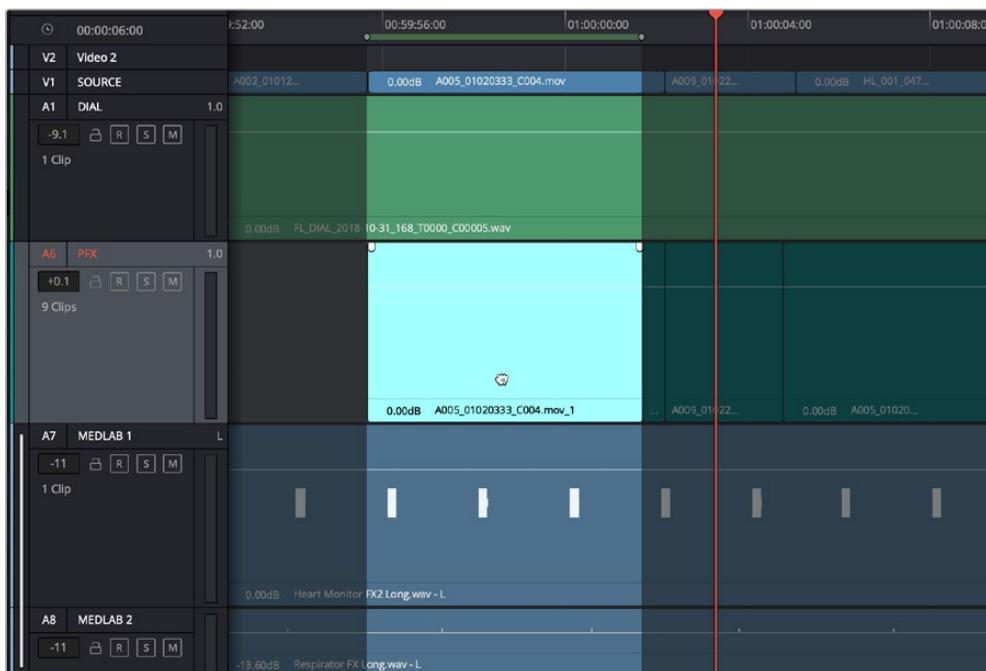 00:00:06:00
:52:00 00:59:56:00 01:00:00:00 01:00:04:00 01:00:08:0
V2 Video 2
V1 SOURCE A002_01012... 0.00dB A005_01020333_C004.mov A009_01022... 0.00dB HL_001_047...
A1 DIAL 1.0
-9.1 R S M
1 Clip
0.00dB FL_DIAL_2018-10-31_168_T0000_C00005.wav
A6 PFX 1.0
+0.1 R S M
9 Clips
0.00dB A005_01020333_C004.mov_1 ... A009_01022... 0.00dB A005_01020...
A7 MEDLAB 1 L
-11 R S M
1 Clip
0.00dB Heart Monitor FX2 Long.wav - L
A8 MEDLAB 2
-11 R S M
-13.60dB Respirator FX Long.wav - L